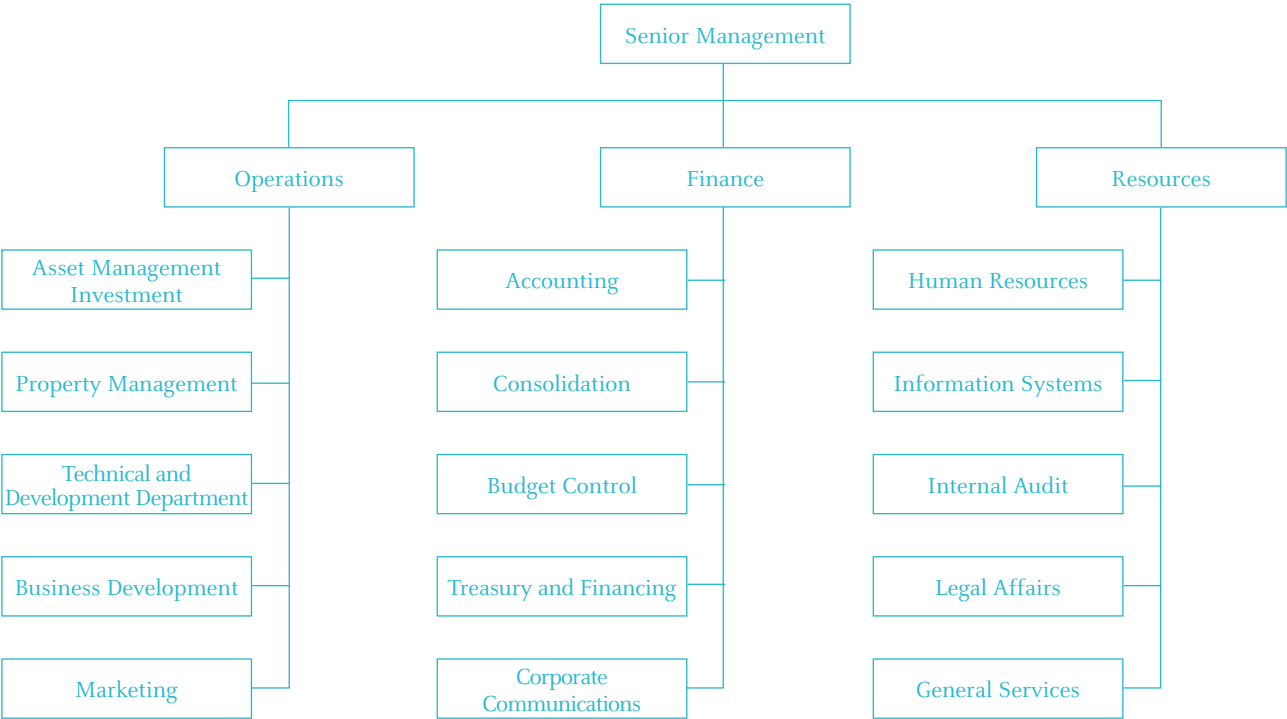 Senior Management
Operations
Finance
Resources
Asset Management
Investment
Accounting
Human Resources
Property Management
Consolidation
Information Systems
Technical and
Development Department
Budget Control
Internal Audit
Business Development
Treasury and Financing
Legal Affairs
Marketing
Corporate
Communications
General Services